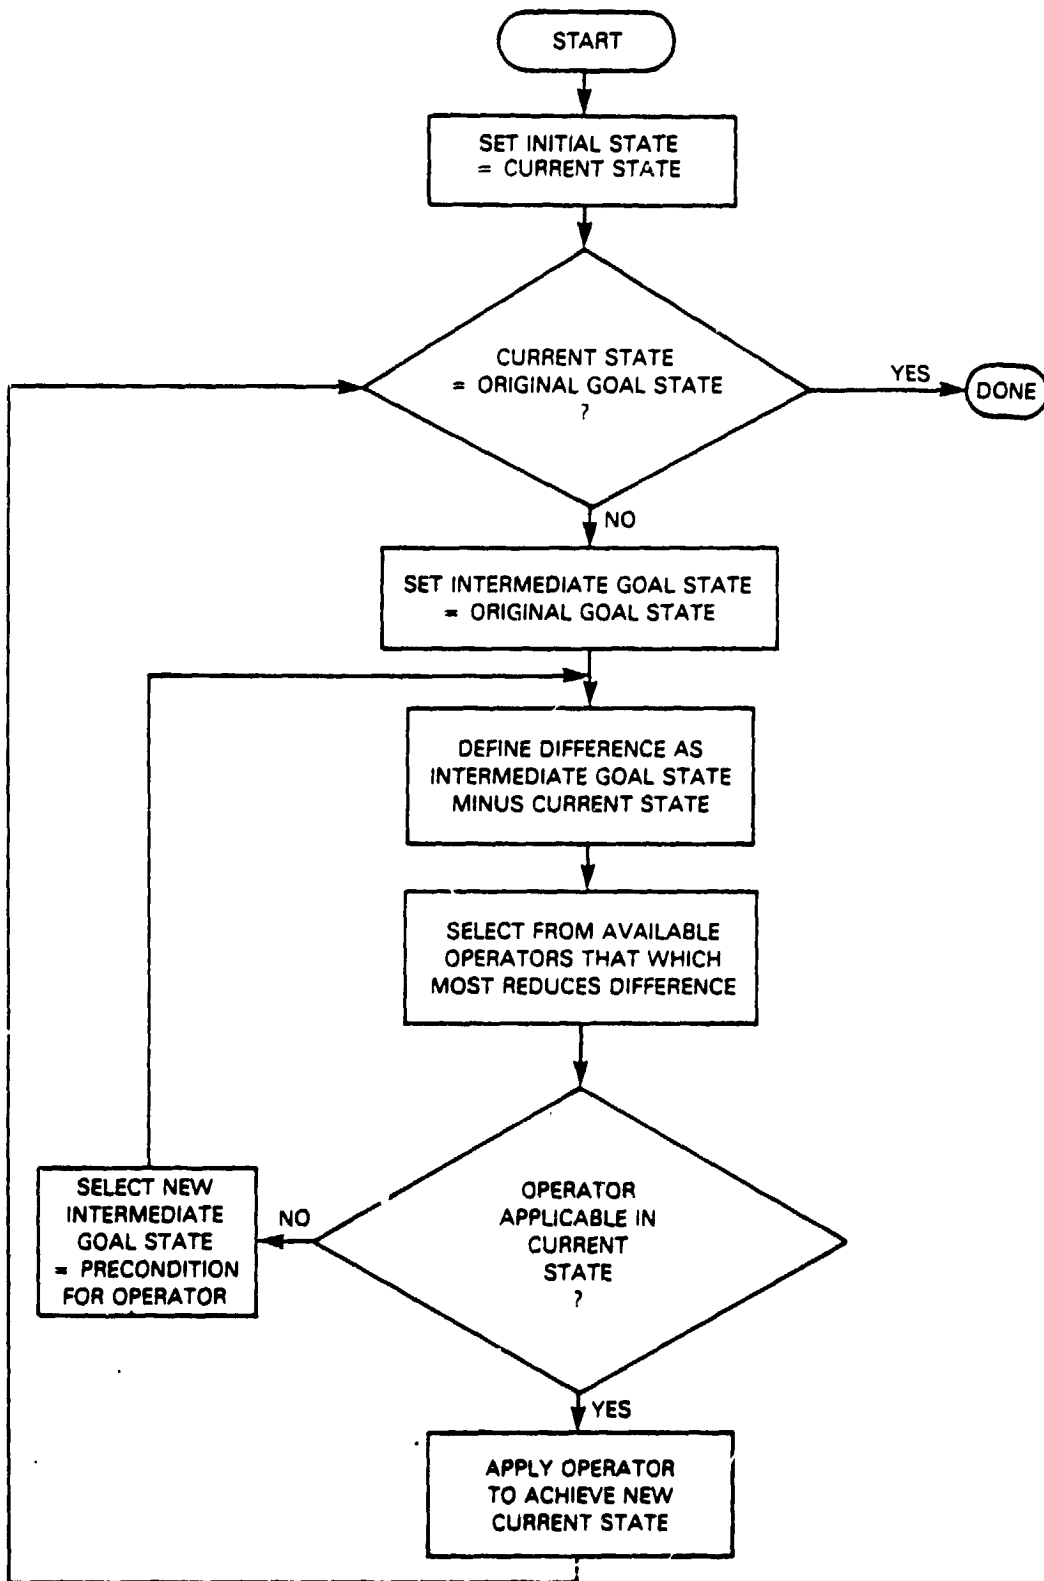 START
SET INITIAL STATE
= CURRENT STATE
CURRENT STATE
= ORIGINAL GOAL STATE
?
YES
DONE
NO
SET INTERMEDIATE GOAL STATE
= ORIGINAL GOAL STATE
DEFINE DIFFERENCE AS
INTERMEDIATE GOAL STATE
MINUS CURRENT STATE
SELECT FROM AVAILABLE
OPERATORS THAT WHICH
MOST REDUCES DIFFERENCE
OPERATOR
APPLICABLE IN
CURRENT
STATE
?
NO
SELECT NEW
INTERMEDIATE
GOAL STATE
= PRECONDITION
FOR OPERATOR
YES
APPLY OPERATOR
TO ACHIEVE NEW
CURRENT STATE